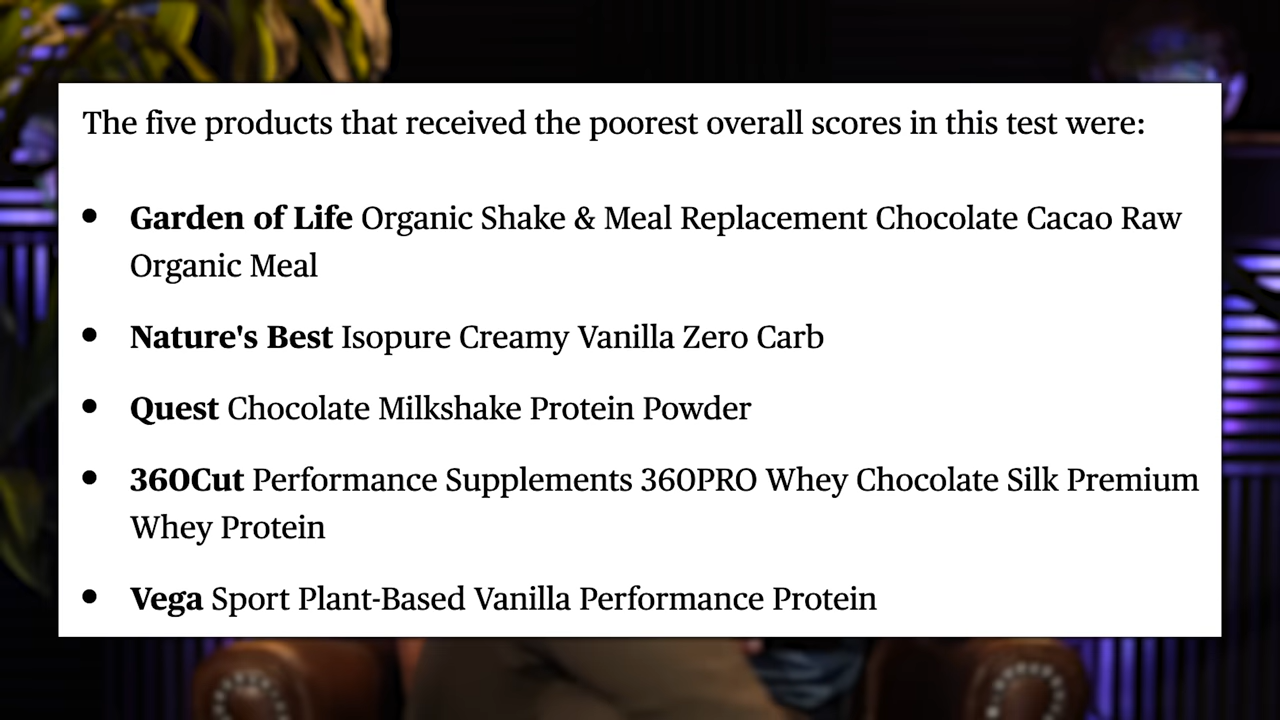 The five products that received the poorest overall scores in this test were:
• Garden of Life Organic Shake & Meal Replacement Chocolate Cacao Raw
Organic Meal
• Nature's Best Isopure Creamy Vanilla Zero Carb
• Quest Chocolate Milkshake Protein Powder
• 360Cut Performance Supplements 360PRO Whey Chocolate Silk Premium
Whey Protein
• Vega Sport Plant-Based Vanilla Performance Protein